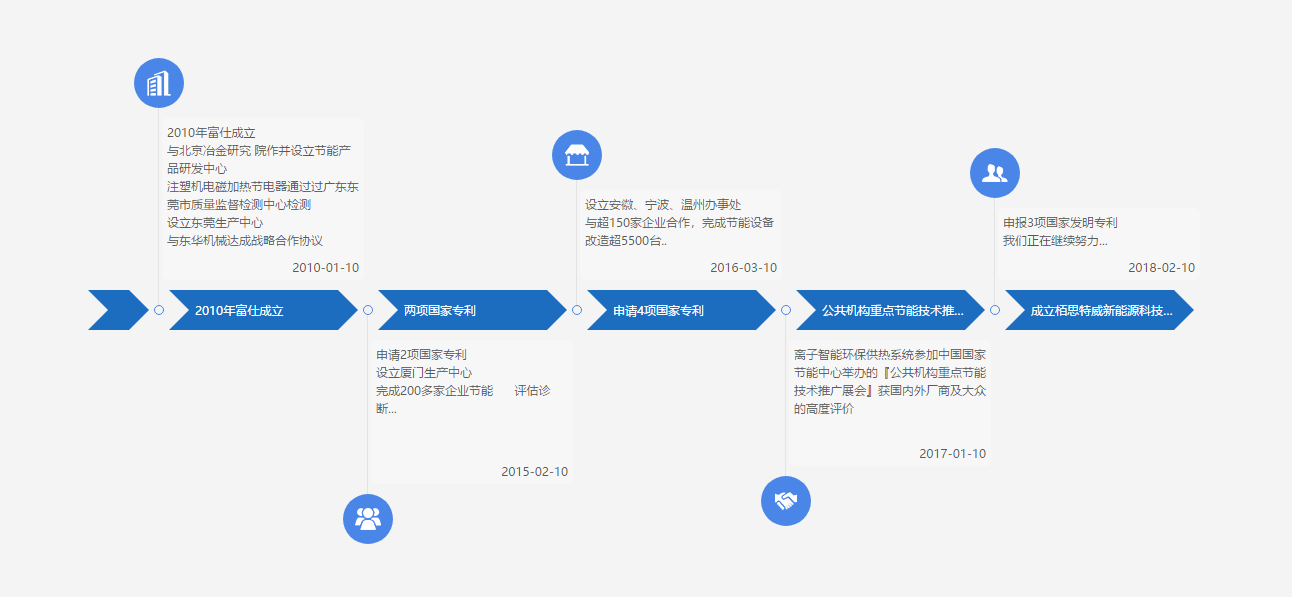 2010年富仕成立
与北京冶金研究 院作并设立节能产
品研发中心
注塑机电磁加热节电器通过过广东东
莞市质量监督检测中心检测
设立东莞生产中心
与东华机械达成战略合作协议
2010-01-10
设立安徽、宁波、温州办事处
与超150家企业合作，完成节能设备
改造超5500台..
2016-03-10
申报3项国家发明专利
我们正在继续努力...
2018-02-10
2010年富仕成立
两项国家专利
申请4项国家专利
公共机构重点节能技术推...
成立栢思特威新能源科技...
申请2项国家专利
设立厦门生产中心
完成200多家企业节能 评估诊
断...
2015-02-10
离子智能环保供热系统参加中国国家
节能中心举办的『公共机构重点节能
技术推广展会』获国内外厂商及大众
的高度评价
2017-01-10